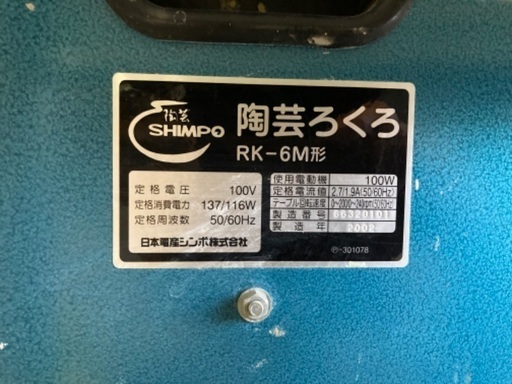 陶芸
SHIMPO
陶芸ろくろ
RK-6M形
定格電圧 100V
定格消費電力 137/116W
定格周波数 50/60Hz
日本電産シンポ株式会社
使用電動機 100W
定格電流値 2.7/1.9A(50/60Hz)
製造番号
製造年 2002
Ⓟ-301078